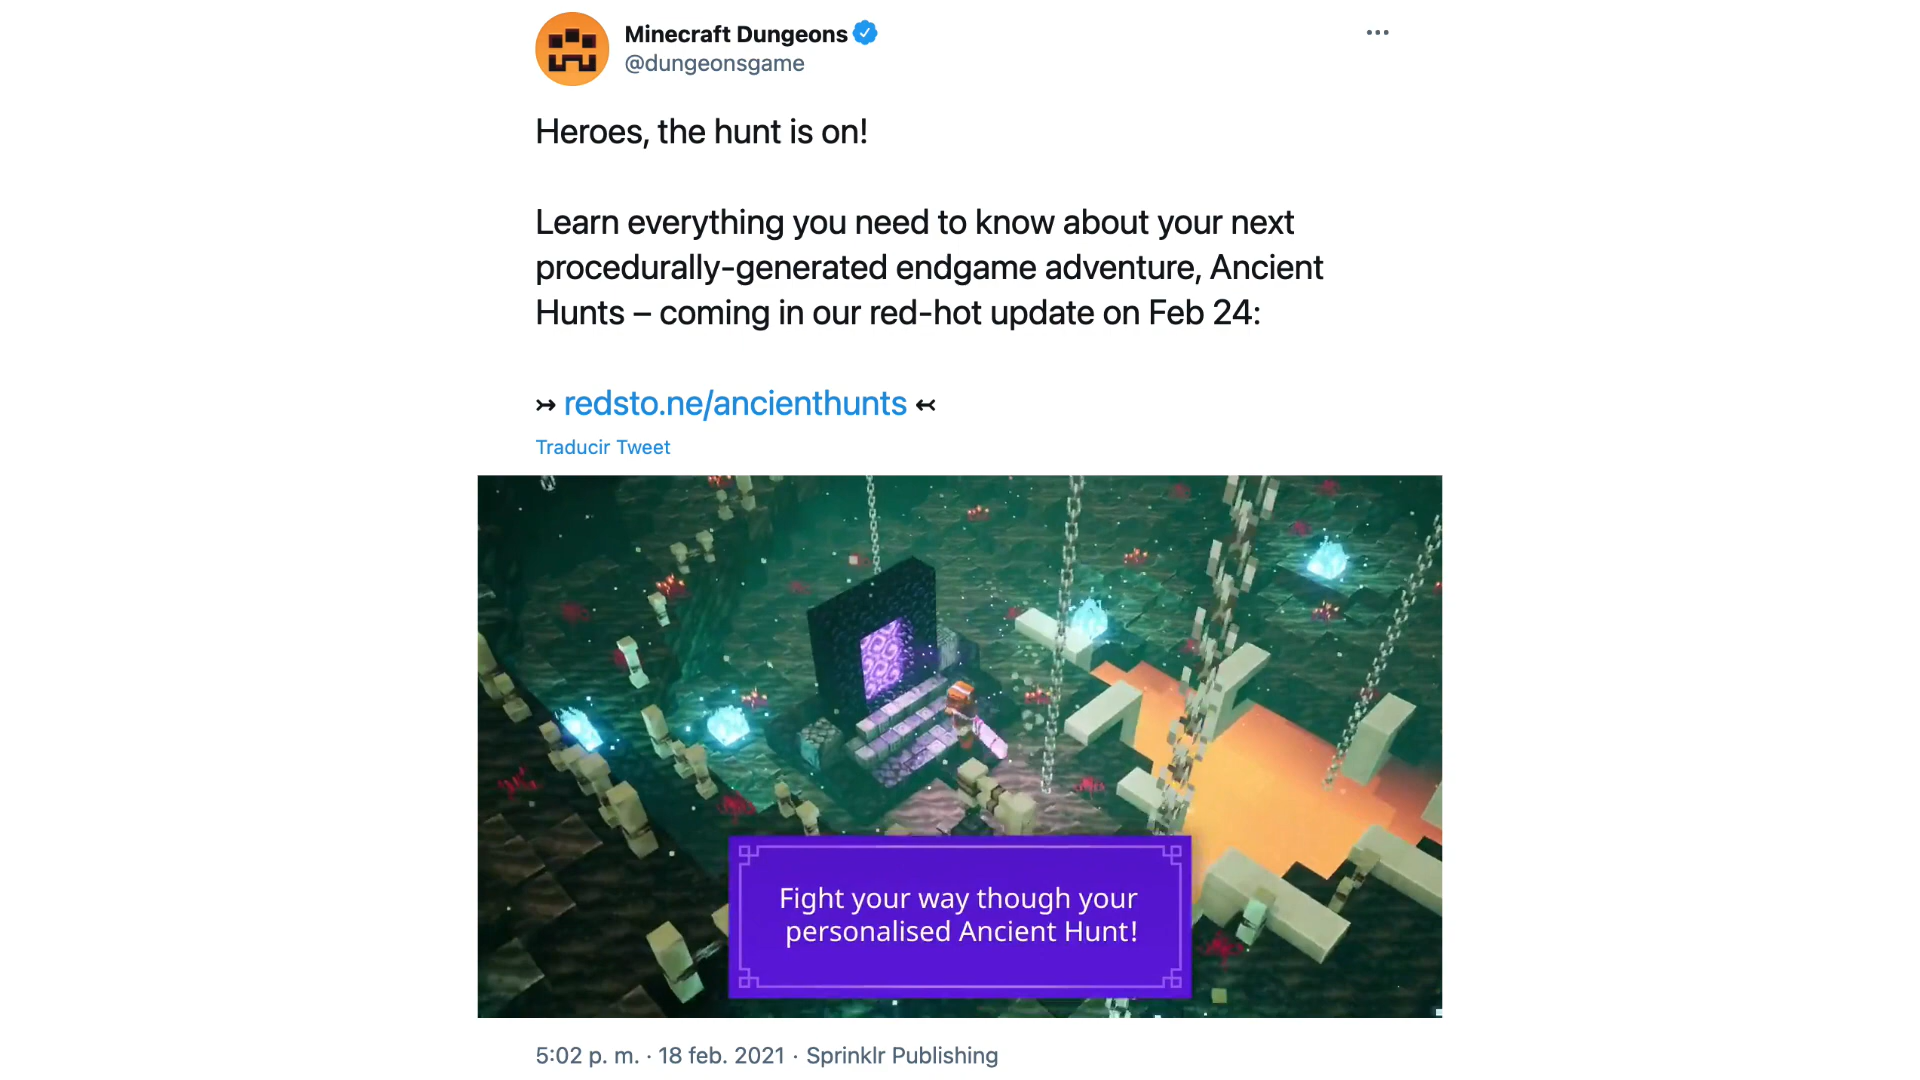 Minecraft Dungeons
@dungeonsgame
Heroes, the hunt is on!
Learn everything you need to know about your next
procedurally-generated endgame adventure, Ancient
Hunts – coming in our red-hot update on Feb 24:
↣ redsto.ne/ancienthunts ↢
Traducir Tweet
Fight your way though your
personalised Ancient Hunt!
5:02 p. m. · 18 feb. 2021 · Sprinklr Publishing